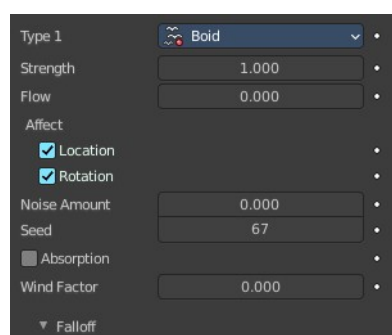 Type 1 Boid
Strength 1.000
Flow 0.000
Affect
Location
Rotation
Noise Amount 0.000
Seed 67
Absorption
Wind Factor 0.000
Falloff